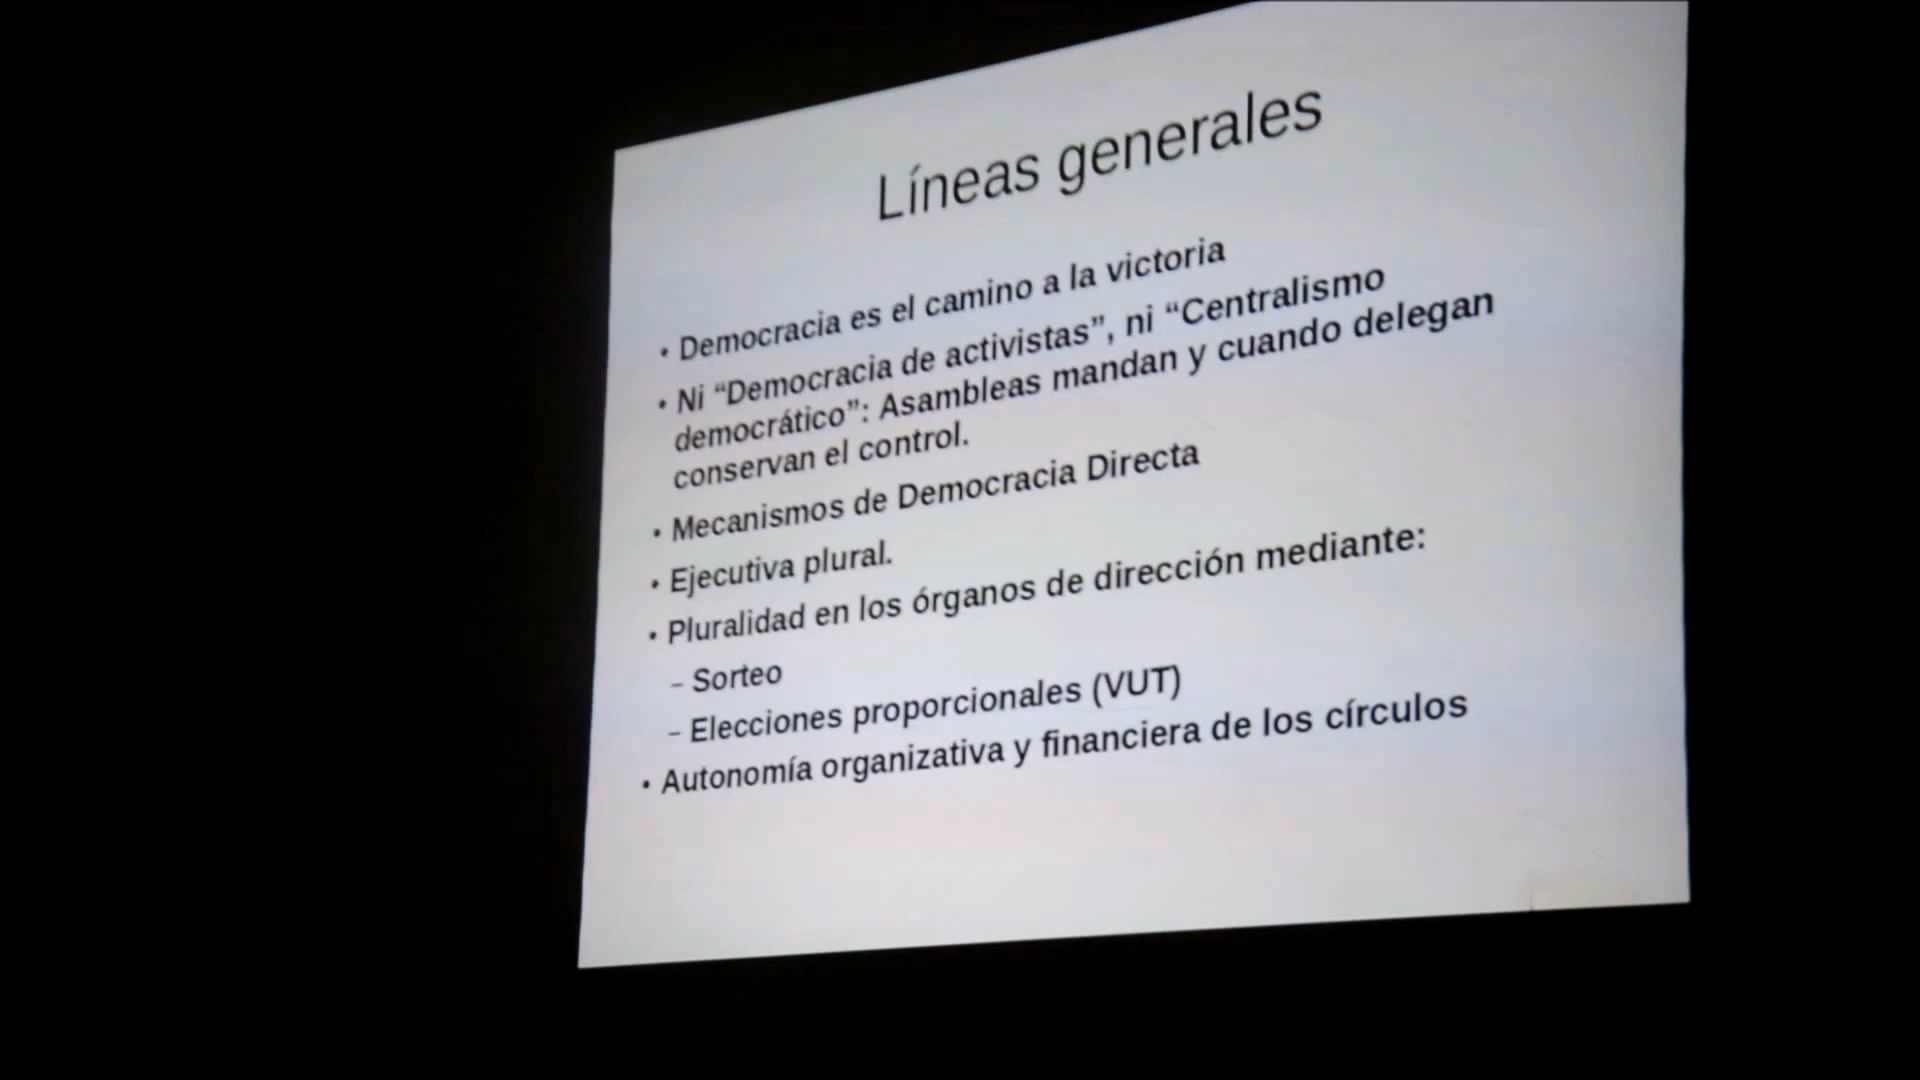 Líneas generales
• Democracia es el camino a la victoria
• Ni “Democracia de activistas”, ni “Centralismo
democrático”: Asambleas mandan y cuando delegan
conservan el control.
• Mecanismos de Democracia Directa
• Ejecutiva plural.
• Pluralidad en los órganos de dirección mediante:
– Sorteo
– Elecciones proporcionales (VUT)
• Autonomía organizativa y financiera de los círculos